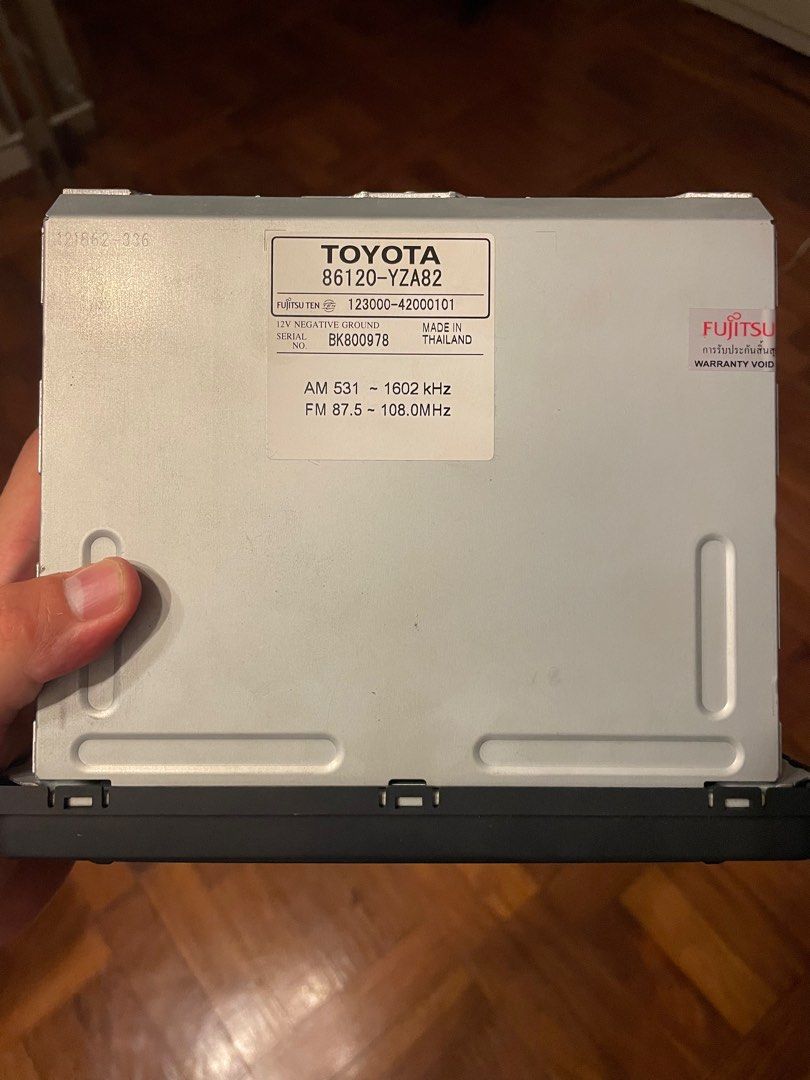 121862-336
TOYOTA
86120-YZA82
FUJITSU TEN 123000-42000101
12V NEGATIVE GROUND
SERIAL NO. BK800978
MADE IN THAILAND
AM 531 ~ 1602 kHz
FM 87.5 ~ 108.0MHz
FUJITSU
WARRANTY VOID